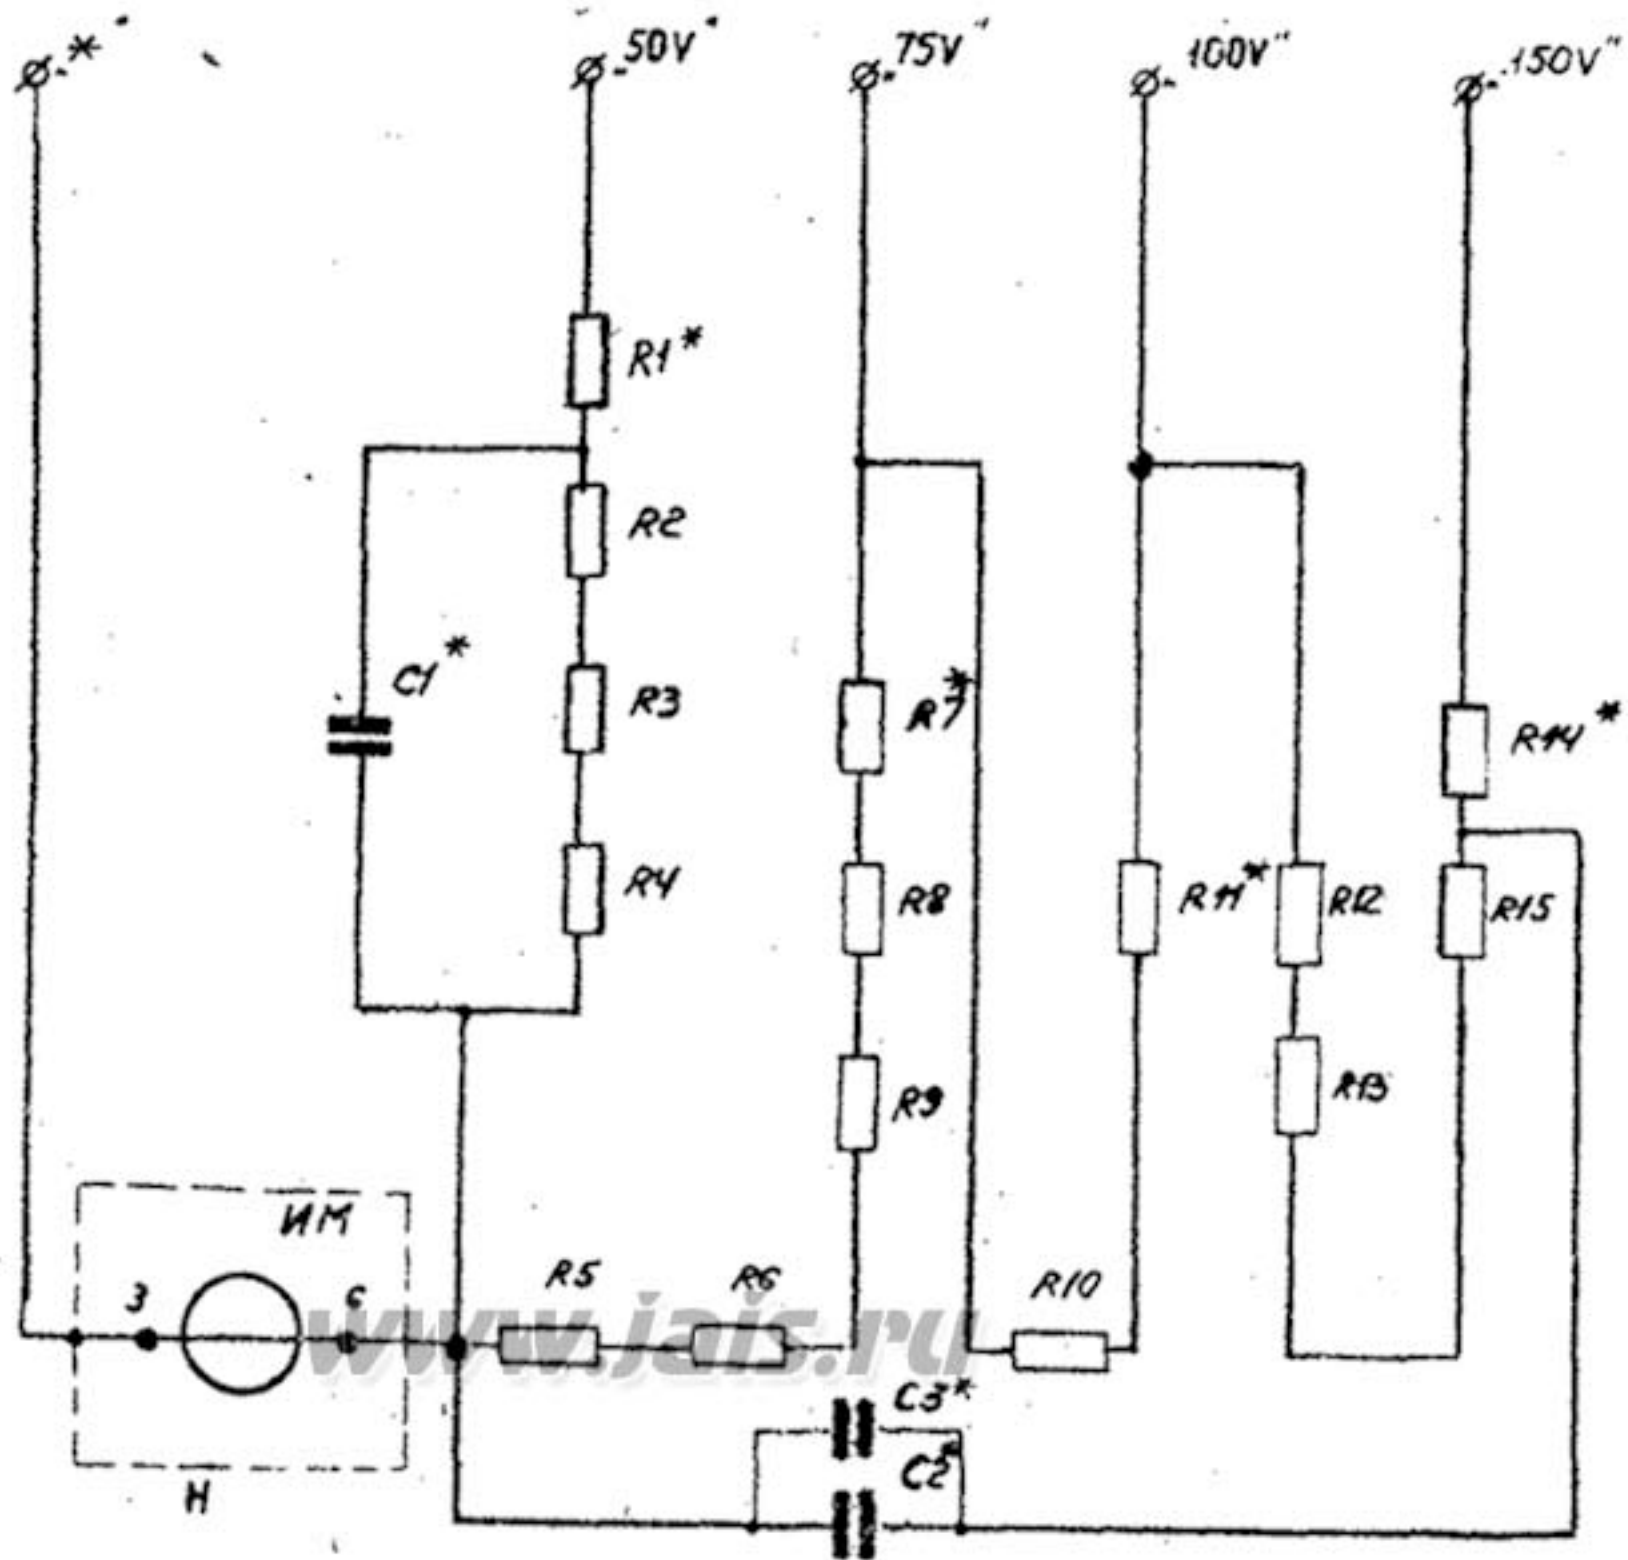 * 50V 75V" 100V" 150V"
R1*
R2
C1*
R3
R7*
R14*
R4
R8
R11*
R12
R15
R9
R13
ИМ
3
6
R5
R6
R10
www.jais.ru
C3*
C2*
Н